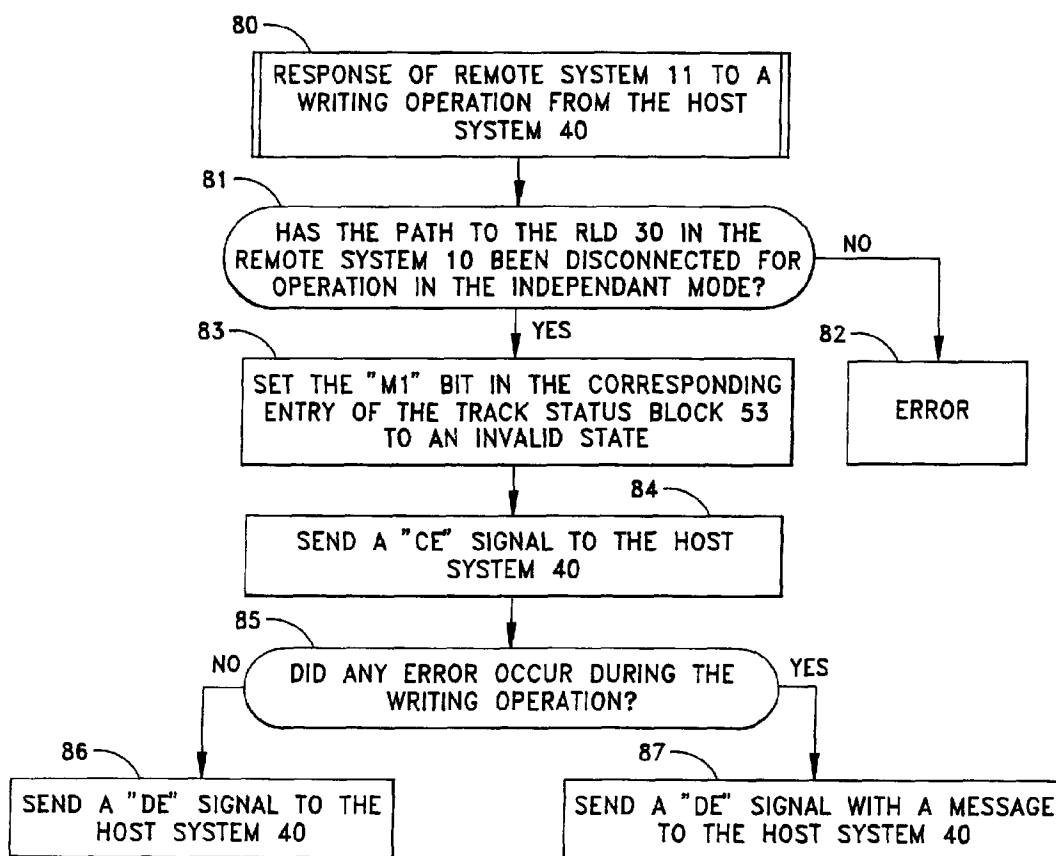 80
RESPONSE OF REMOTE SYSTEM 11 TO A
WRITING OPERATION FROM THE HOST
SYSTEM 40
81
HAS THE PATH TO THE RLD 30 IN THE
REMOTE SYSTEM 10 BEEN DISCONNECTED FOR
OPERATION IN THE INDEPENDANT MODE?
NO
YES
82
ERROR
83
SET THE "M1" BIT IN THE CORRESPONDING
ENTRY OF THE TRACK STATUS BLOCK 53
TO AN INVALID STATE
84
SEND A "CE" SIGNAL TO THE HOST
SYSTEM 40
85
DID ANY ERROR OCCUR DURING THE
WRITING OPERATION?
NO
YES
86
SEND A "DE" SIGNAL TO THE
HOST SYSTEM 40
87
SEND A "DE" SIGNAL WITH A MESSAGE
TO THE HOST SYSTEM 40